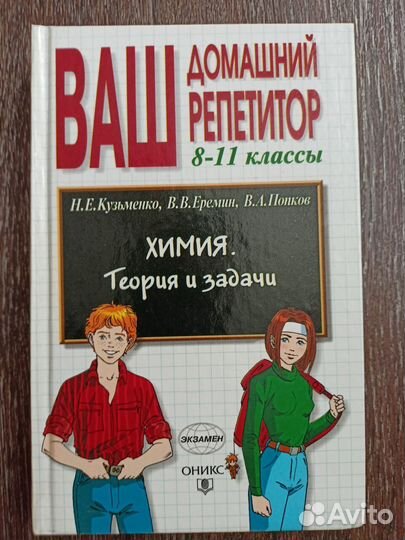 ВАШ
ДОМАШНИЙ
РЕПЕТИТОР
8-11 классы
Н.Е.Кузьменко, В.В.Еремин, В.А.Попков
ХИМИЯ.
Теория и задачи
ЭКЗАМЕН
ОНИКС
Avito